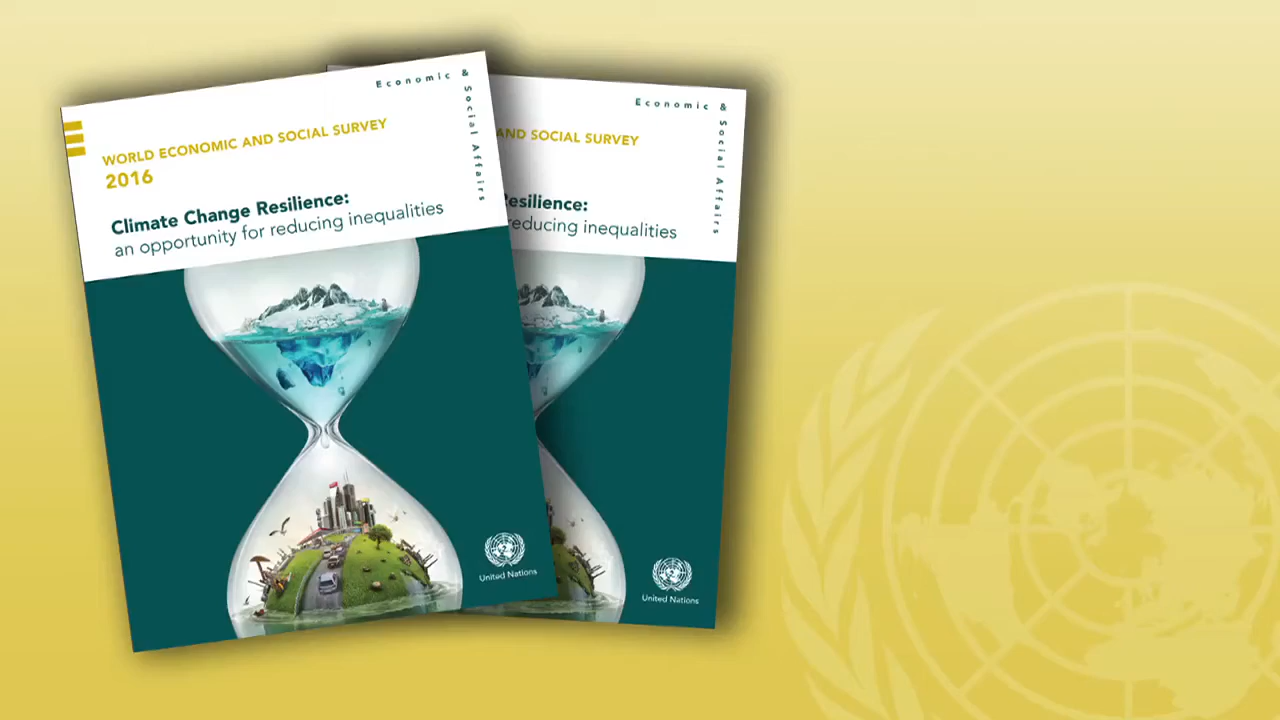 Economic &
Social Affairs
WORLD ECONOMIC AND SOCIAL SURVEY
2016
Climate Change Resilience:
an opportunity for reducing inequalities
United Nations
Economic &
Social Affairs
AND SOCIAL SURVEY
Resilience:
reducing inequalities
United Nations